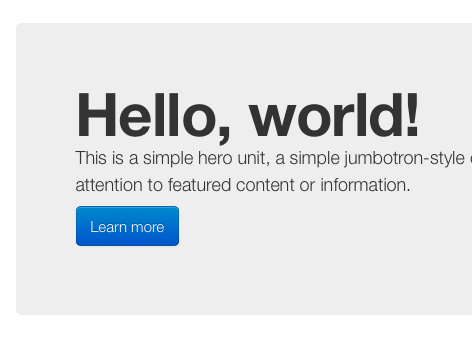 Hello, world!
This is a simple hero unit, a simple jumbotron-style
attention to featured content or information.
Learn more